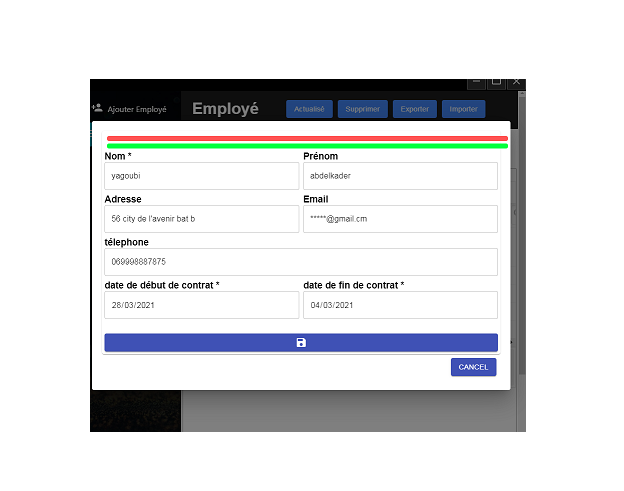 Ajouter Employé
Employé
Actualisé
Supprimer
Exporter
Importer
Nom *
Prénom
yagoubi
abdelkader
Adresse
Email
56 city de l'avenir bat b
*****@gmail.cm
télephone
069998887875
date de début de contrat *
date de fin de contrat *
28/03/2021
04/03/2021
CANCEL